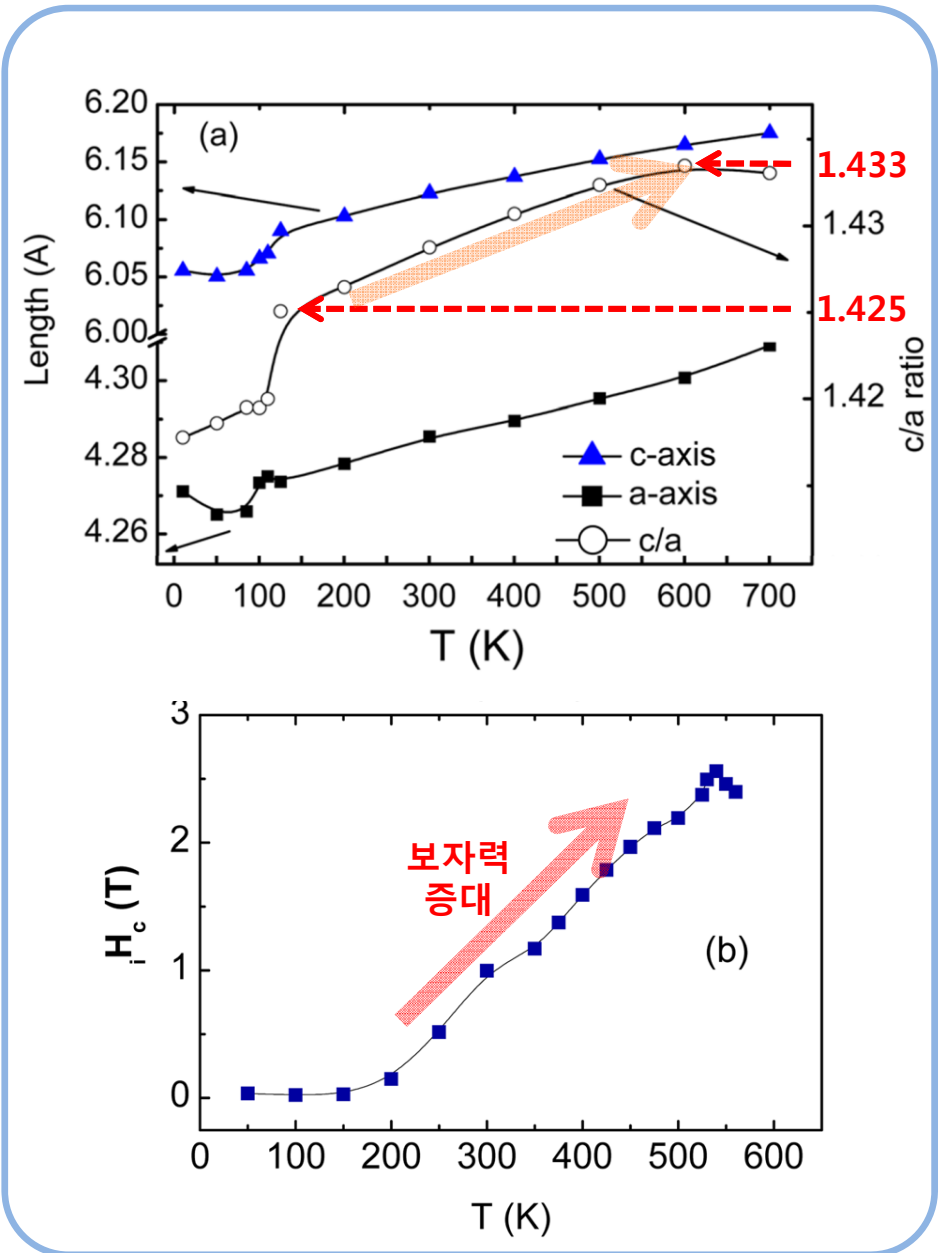 6.20
6.15
6.10
6.05
6.00
4.30
4.28
4.26
Length (A)
(a)
1.433
1.43
1.425
1.42
c/a ratio
c-axis
a-axis
c/a
0 100 200 300 400 500 600 700
T (K)
3
2
1
0
iHc (T)
보자력
증대
(b)
0 100 200 300 400 500 600
T (K)